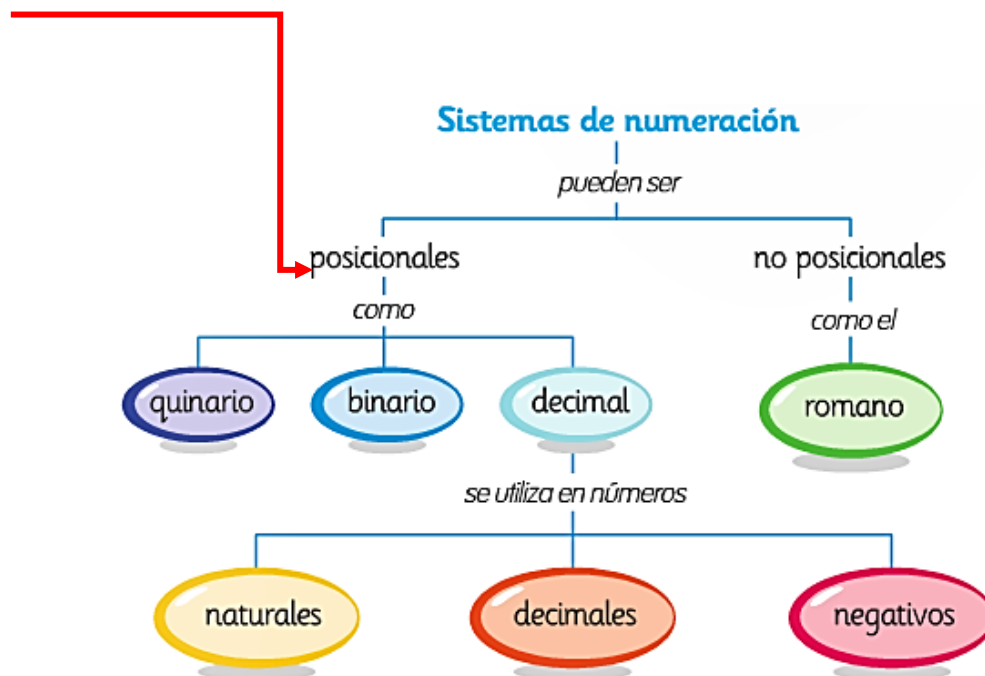 Sistemas de numeración
pueden ser
posicionales
no posicionales
como
como el
quinario
binario
decimal
romano
se utiliza en números
naturales
decimales
negativos